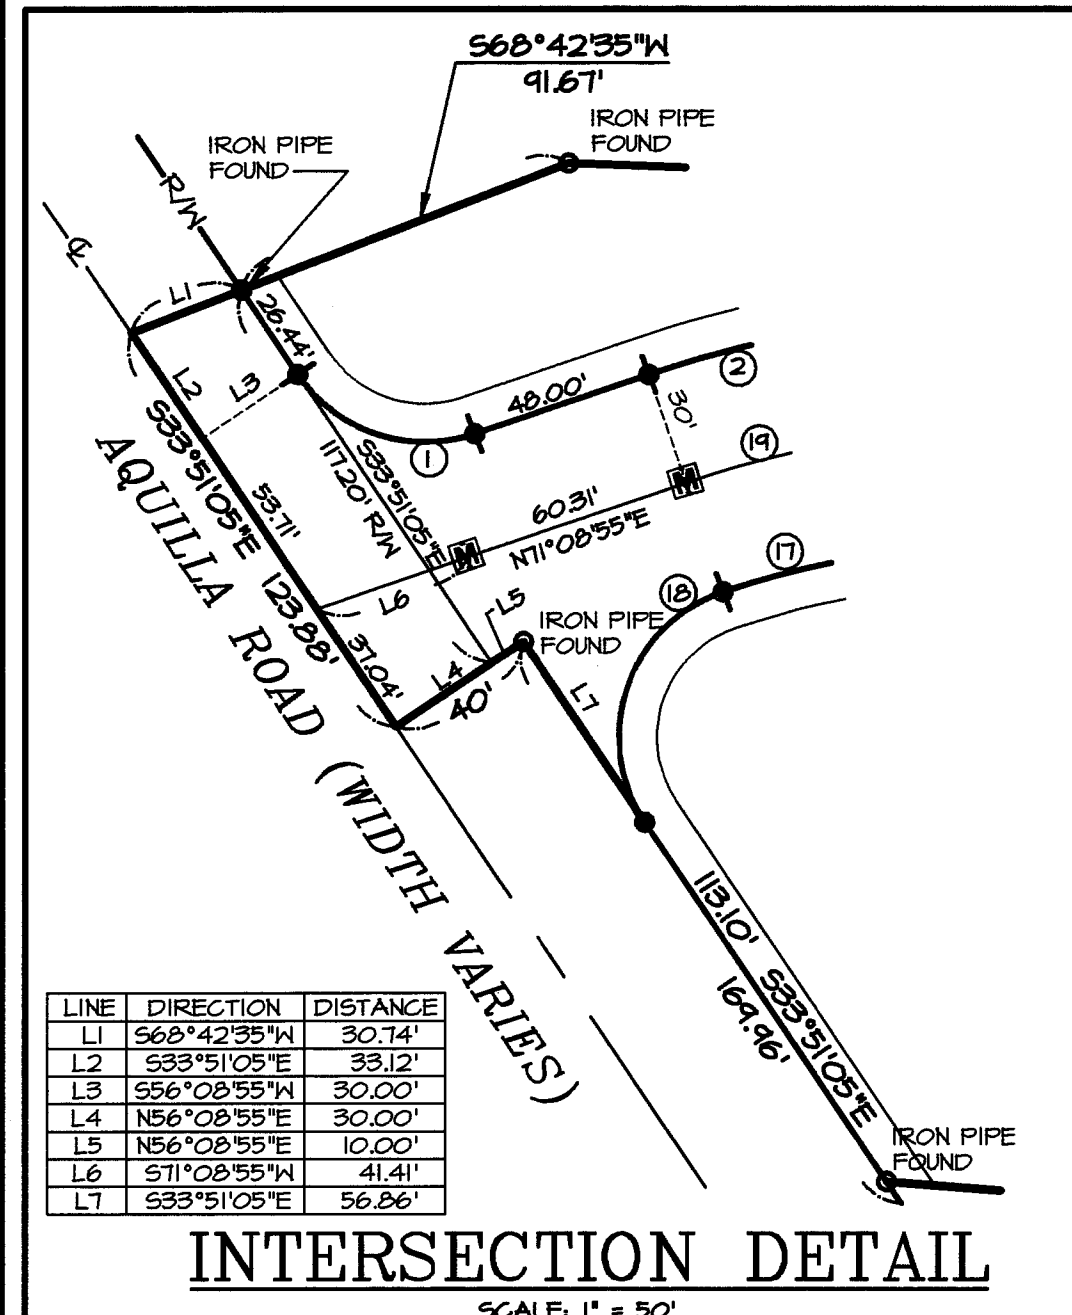 S68°42'35"W
91.67'
IRON PIPE
FOUND
IRON PIPE
FOUND
R/W
℄
L1
26.44'
L2
L3
S33°51'05"E 123.88'
53.71'
117.20' R/W
S33°51'05"E
1
48.00'
2
30'
19
M
60.31'
N71°08'55"E
M
17
18
L6
L5
IRON PIPE
FOUND
37.04'
L4
40'
L7
AQUILLA ROAD (WIDTH VARIES)
113.10'
S33°51'05"E
169.96'
IRON PIPE
FOUND
LINE DIRECTION DISTANCE
L1 S68°42'35"W 30.74'
L2 S33°51'05"E 33.12'
L3 S56°08'55"W 30.00'
L4 N56°08'55"E 30.00'
L5 N56°08'55"E 10.00'
L6 S71°08'55"W 41.41'
L7 S33°51'05"E 56.86'
INTERSECTION DETAIL
SCALE: 1" = 50'